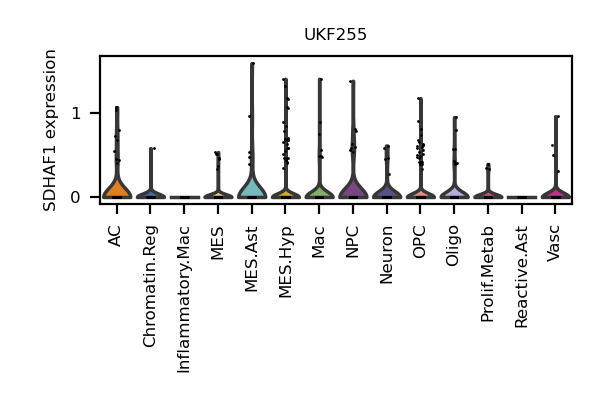 UKF255
SDHAF1 expression
1
0
AC
Chromatin.Reg
Inflammatory.Mac
MES
MES.Ast
MES.Hyp
Mac
NPC
Neuron
OPC
Oligo
Prolif.Metab
Reactive.Ast
Vasc